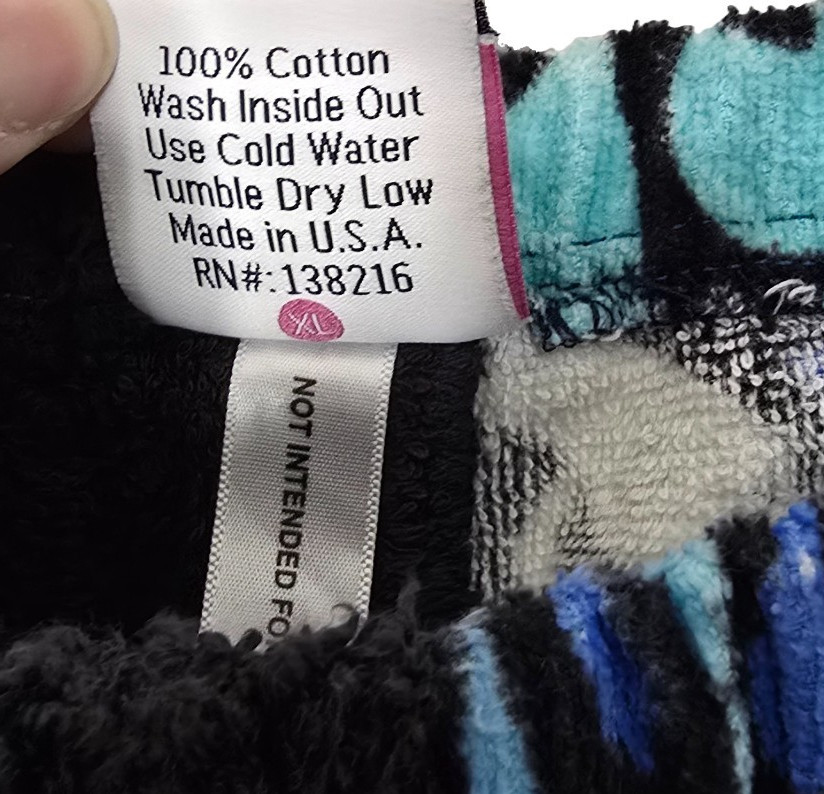 100% Cotton
Wash Inside Out
Use Cold Water
Tumble Dry Low
Made in U.S.A.
RN#:138216
XL
NOT INTENDED FO